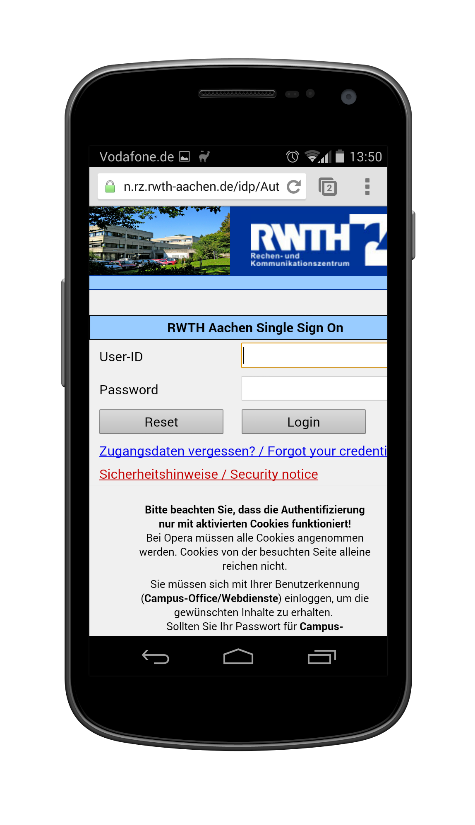 Vodafone.de 13:50
n.rz.rwth-aachen.de/idp/Aut 2
RWTH
Rechen- und
Kommunikationszentrum
RWTH Aachen Single Sign On
User-ID
Password
Reset Login
Zugangsdaten vergessen? / Forgot your credenti
Sicherheitshinweise / Security notice
Bitte beachten Sie, dass die Authentifizierung
nur mit aktivierten Cookies funktioniert!
Bei Opera müssen alle Cookies angenommen
werden. Cookies von der besuchten Seite alleine
reichen nicht.
Sie müssen sich mit Ihrer Benutzerkennung
(Campus-Office/Webdienste) einloggen, um die
gewünschten Inhalte zu erhalten.
Sollten Sie Ihr Passwort für Campus-